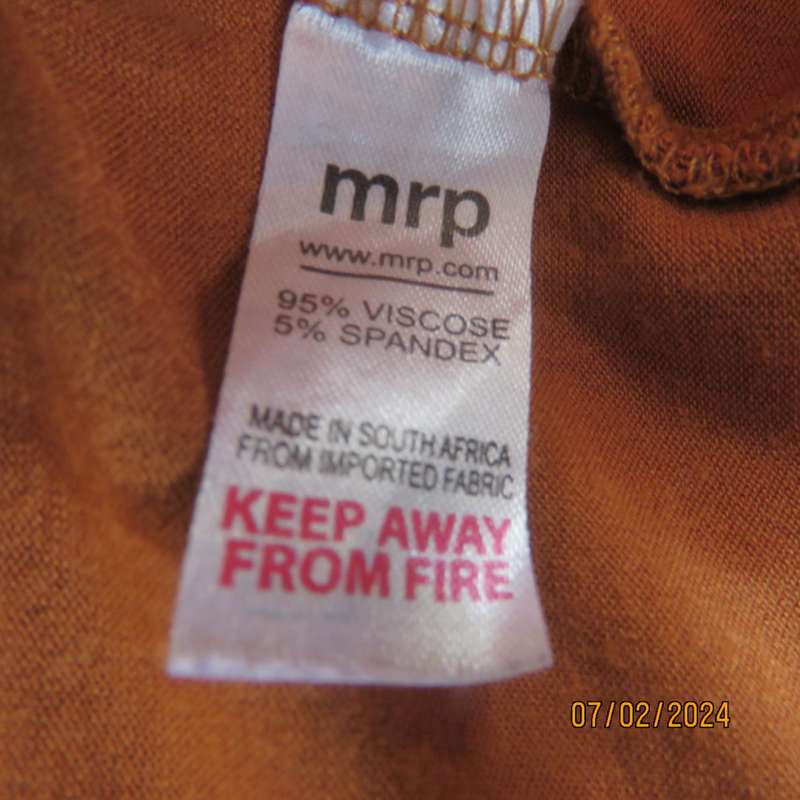 mrp
www.mrp.com
95% VISCOSE
5% SPANDEX
MADE IN SOUTH AFRICA
FROM IMPORTED FABRIC
KEEP AWAY
FROM FIRE
07/02/2024